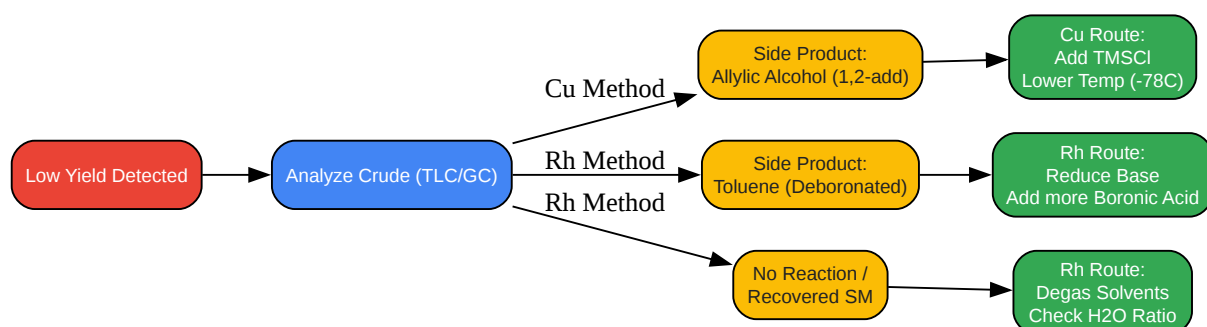 Low Yield Detected
Analyze Crude (TLC/GC)
Cu Method
Rh Method
Rh Method
Side Product:
Allylic Alcohol (1,2-add)
Side Product:
Toluene (Deboronated)
No Reaction /
Recovered SM
Cu Route:
Add TMSCl
Lower Temp (-78C)
Rh Route:
Reduce Base
Add more Boronic Acid
Rh Route:
Degas Solvents
Check H2O Ratio